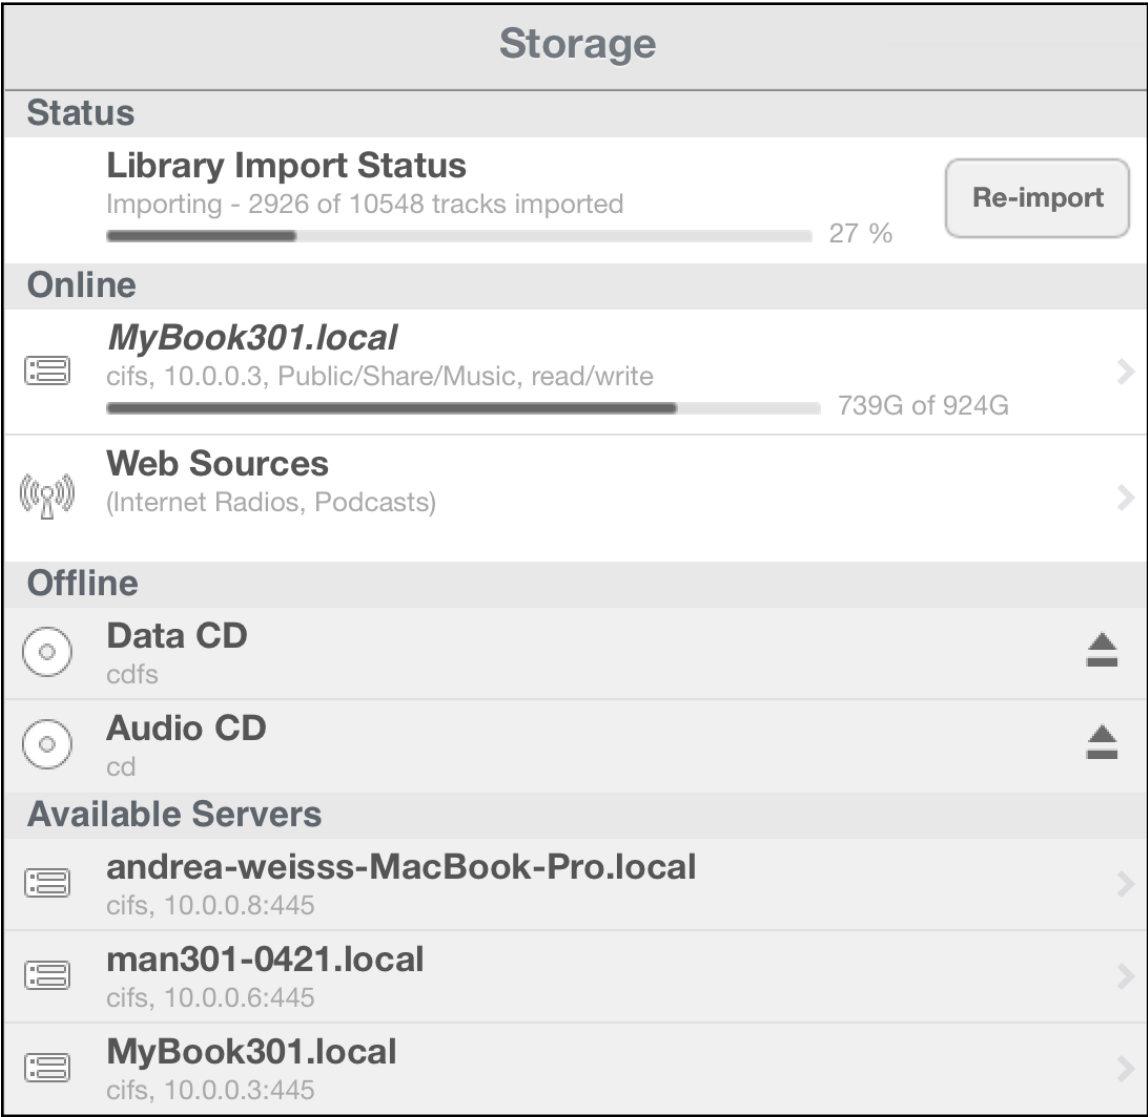 Storage
Status
Library Import Status
Importing - 2926 of 10548 tracks imported
27 %
Re-import
Online
MyBook301.local
cifs, 10.0.0.3, Public/Share/Music, read/write
739G of 924G
Web Sources
(Internet Radios, Podcasts)
Offline
Data CD
cdfs
Audio CD
cd
Available Servers
andrea-weisss-MacBook-Pro.local
cifs, 10.0.0.8:445
man301-0421.local
cifs, 10.0.0.6:445
MyBook301.local
cifs, 10.0.0.3:445